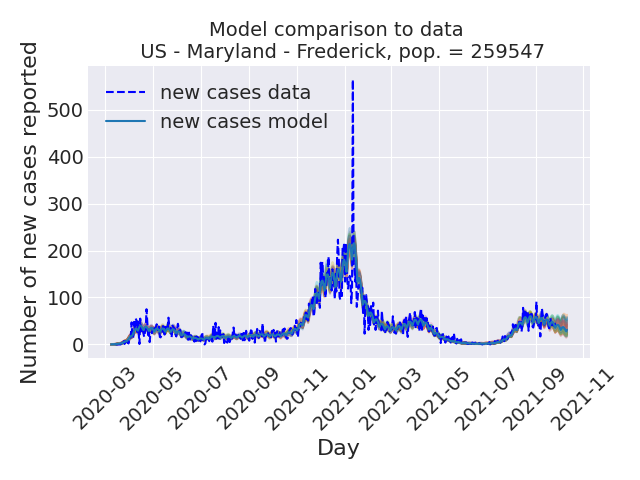 Model comparison to data
US - Maryland - Frederick, pop. = 259547
Number of new cases reported
500
400
300
200
100
0
new cases data
new cases model
2020-03
2020-05
2020-07
2020-09
2020-11
2021-01
2021-03
2021-05
2021-07
2021-09
2021-11
Day